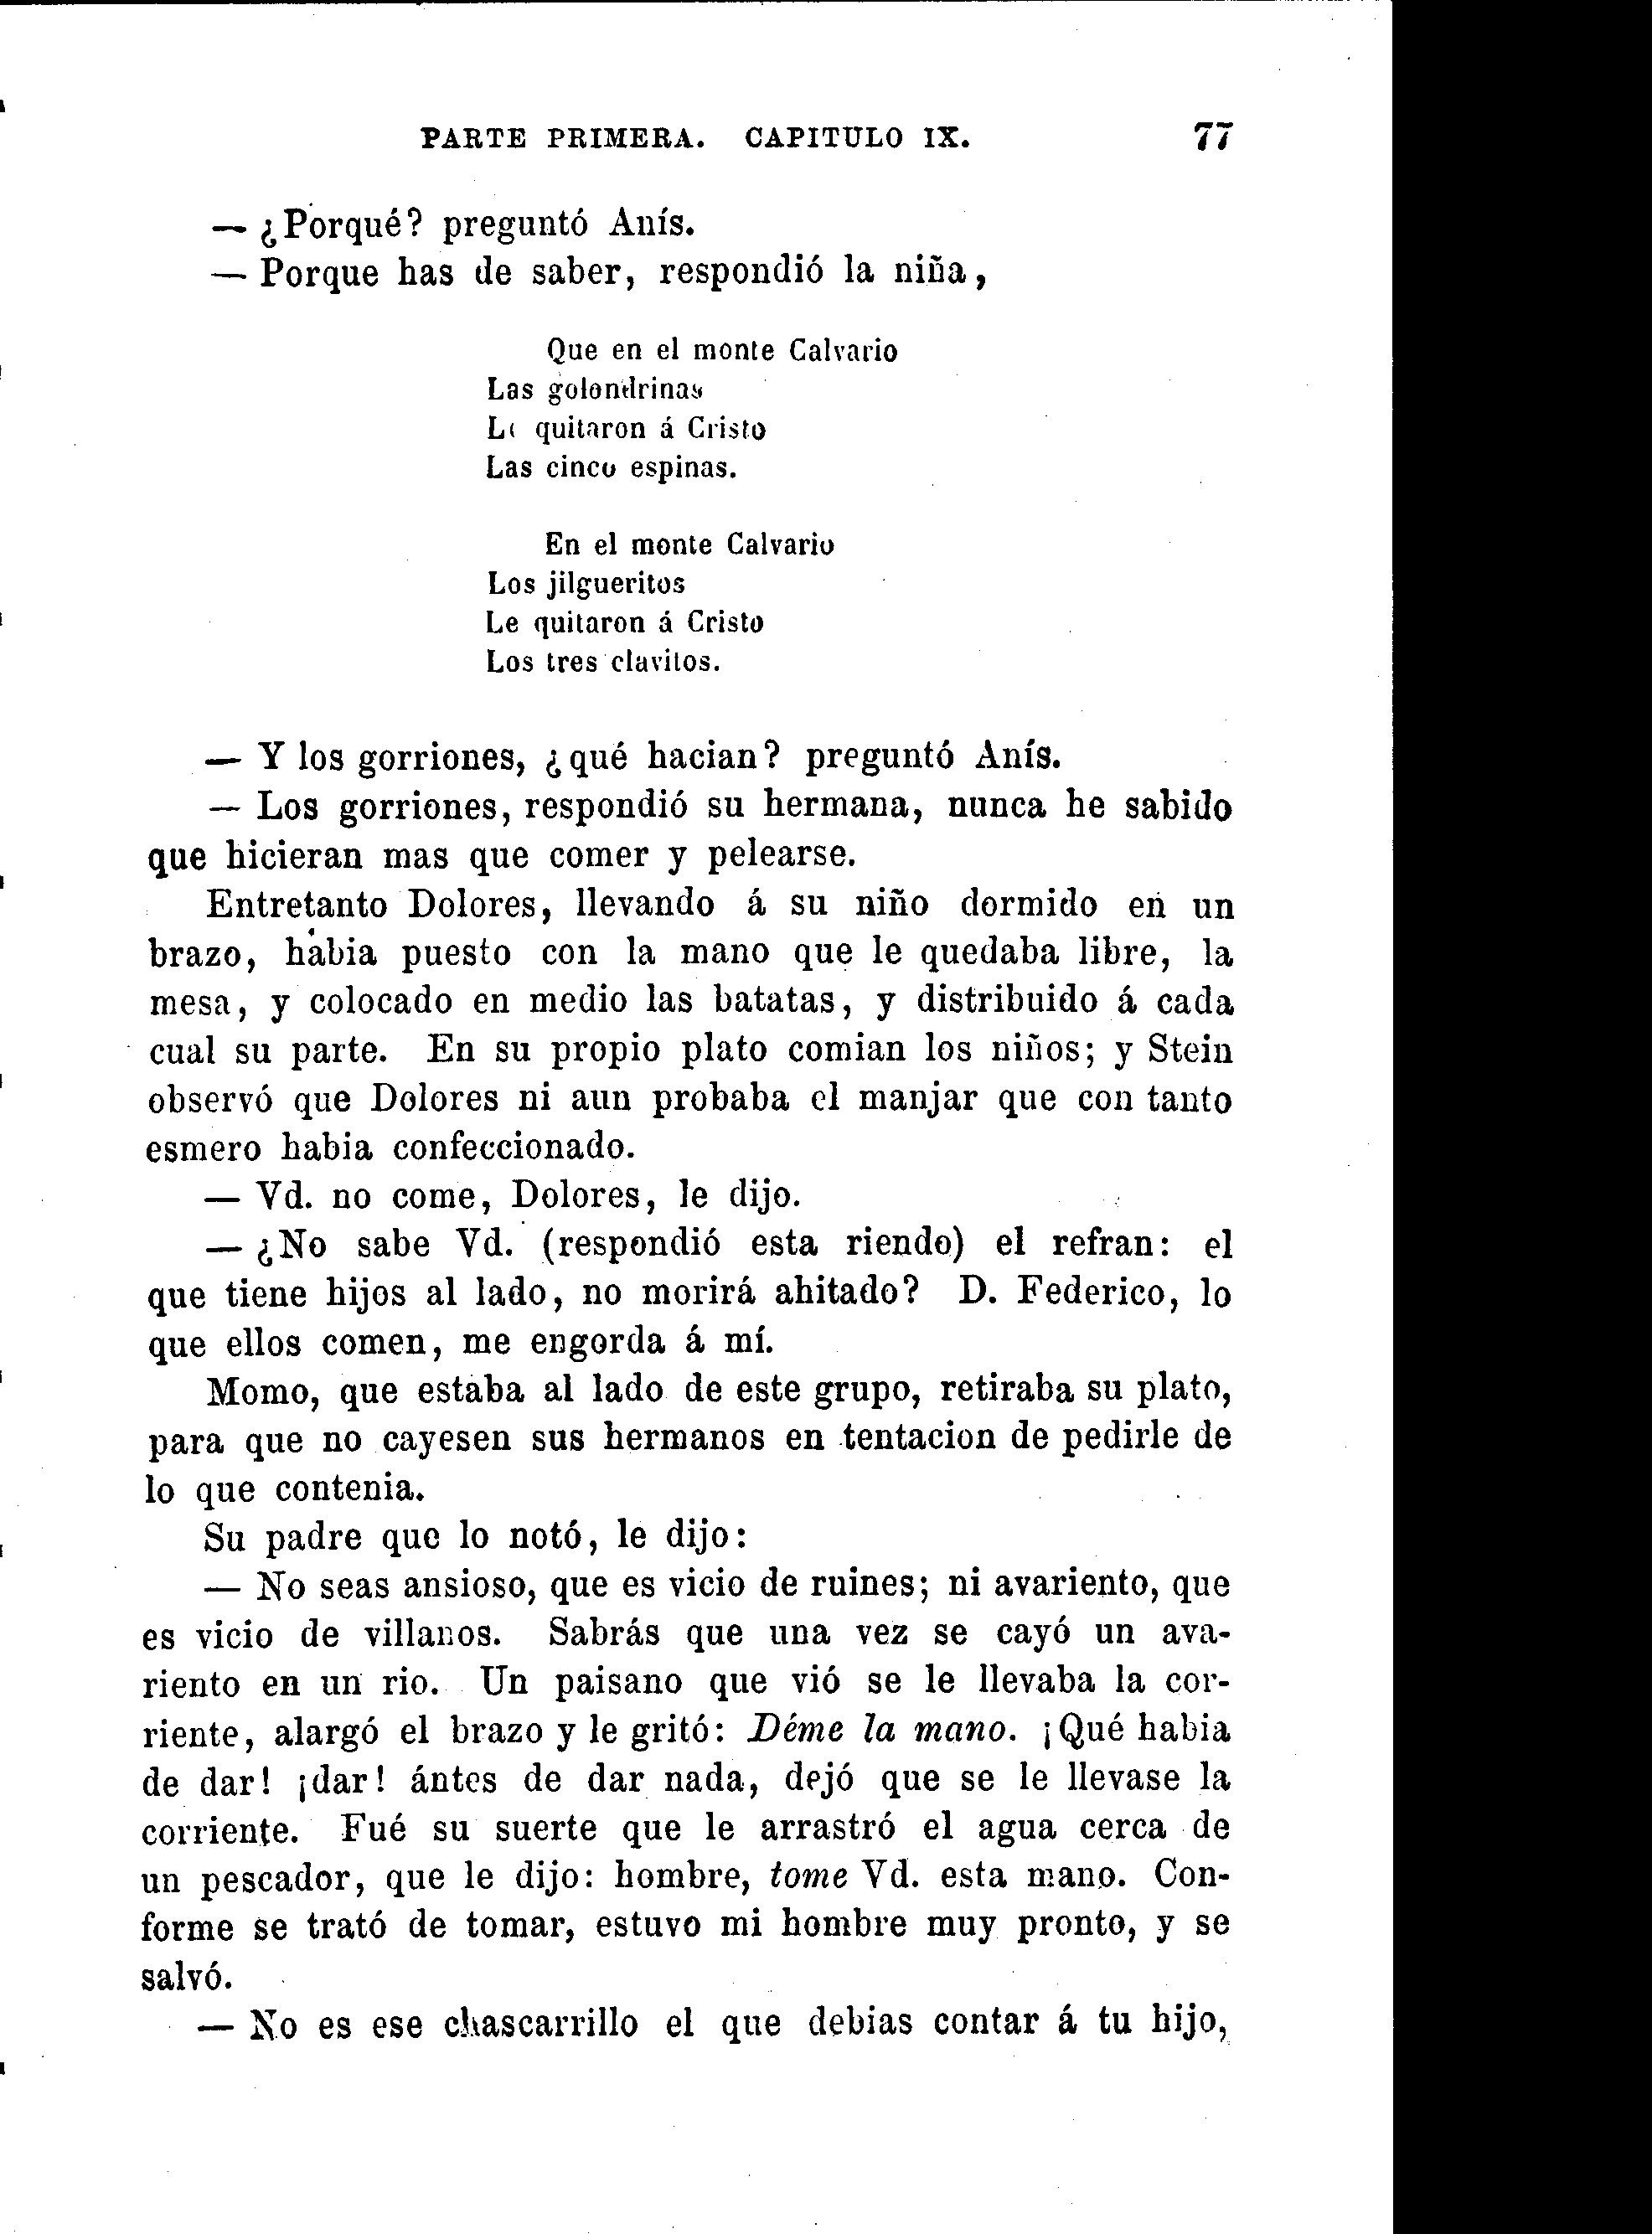 PARTE PRIMERA. CAPITULO IX. 77
— ¿Porqué? preguntó Anís.
— Porque has de saber, respondió la niña,
Que en el monte Calvario
Las golondrinas
Le quitaron á Cristo
Las cinco espinas.
En el monte Calvario
Los jilgueritos
Le quitaron á Cristo
Los tres clavitos.
— Y los gorriones, ¿qué hacian? preguntó Anís.
— Los gorriones, respondió su hermana, nunca he sabido
que hicieran mas que comer y pelearse.
Entretanto Dolores, llevando á su niño dormido en un
brazo, habia puesto con la mano que le quedaba libre, la
mesa, y colocado en medio las batatas, y distribuido á cada
cual su parte. En su propio plato comian los niños; y Stein
observó que Dolores ni aun probaba el manjar que con tanto
esmero habia confeccionado.
— Vd. no come, Dolores, le dijo.
— ¿No sabe Vd. (respondió esta riendo) el refran: el
que tiene hijos al lado, no morirá ahitado? D. Federico, lo
que ellos comen, me engorda á mí.
Momo, que estaba al lado de este grupo, retiraba su plato,
para que no cayesen sus hermanos en tentacion de pedirle de
lo que contenia.
Su padre que lo notó, le dijo:
— No seas ansioso, que es vicio de ruines; ni avariento, que
es vicio de villanos. Sabrás que una vez se cayó un ava-
riento en un rio. Un paisano que vió se le llevaba la cor-
riente, alargó el brazo y le gritó: Déme la mano. ¡Qué habia
de dar! ¡dar! ántes de dar nada, dejó que se le llevase la
corriente. Fué su suerte que le arrastró el agua cerca de
un pescador, que le dijo: hombre, tome Vd. esta mano. Con-
forme se trató de tomar, estuvo mi hombre muy pronto, y se
salvó.
— No es ese chascarrillo el que debias contar á tu hijo,